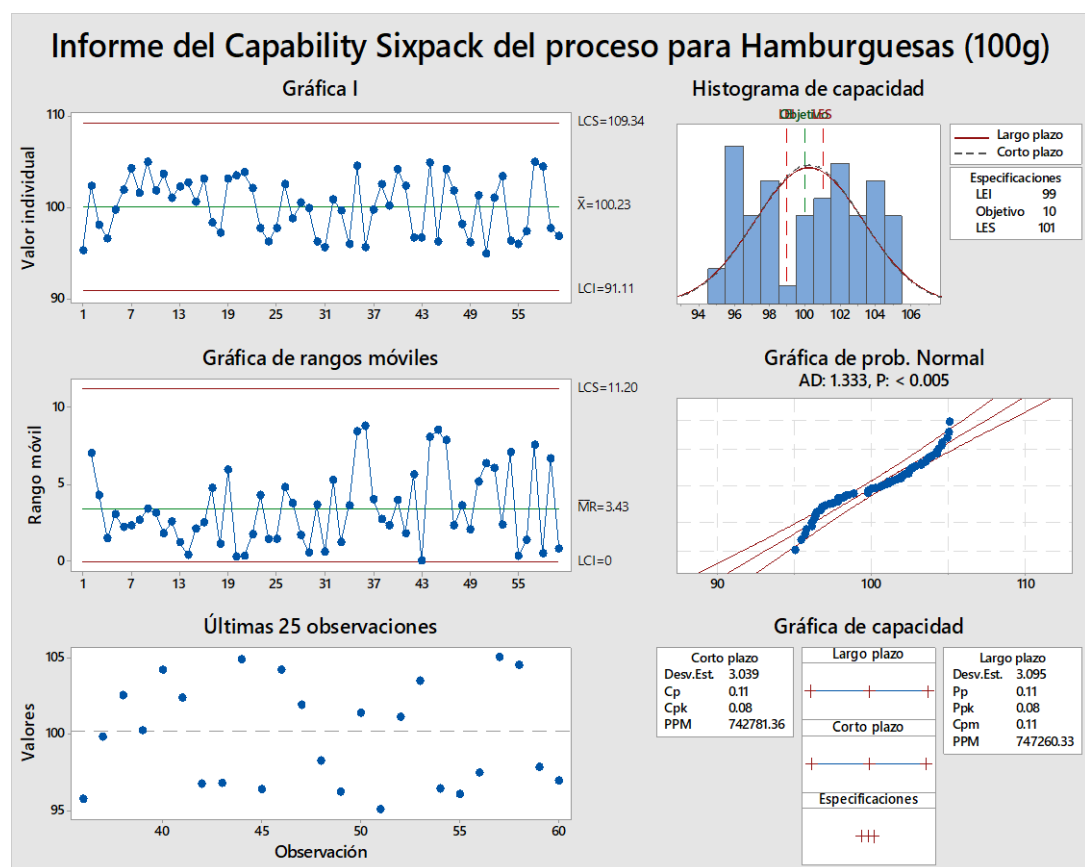 Informe del Capability Sixpack del proceso para Hamburguesas (100g)
Gráfica I
Valor individual
110
100
90
1 7 13 19 25 31 37 43 49 55
LCS=109.34
X̄=100.23
LCI=91.11
Histograma de capacidad
Objetivo LES
94 96 98 100 102 104 106
Largo plazo
Corto plazo
Especificaciones
LEI 99
Objetivo 10
LES 101
Gráfica de rangos móviles
Rango móvil
10
5
0
1 7 13 19 25 31 37 43 49 55
LCS=11.20
M̄R̄=3.43
LCI=0
Gráfica de prob. Normal
AD: 1.333, P: < 0.005
90 100 110
Últimas 25 observaciones
Valores
105
100
95
40 45 50 55 60
Observación
Gráfica de capacidad
Corto plazo
Desv.Est. 3.039
Cp 0.11
Cpk 0.08
PPM 742781.36
Largo plazo
Corto plazo
Especificaciones
Largo plazo
Desv.Est. 3.095
Pp 0.11
Ppk 0.08
Cpm 0.11
PPM 747260.33